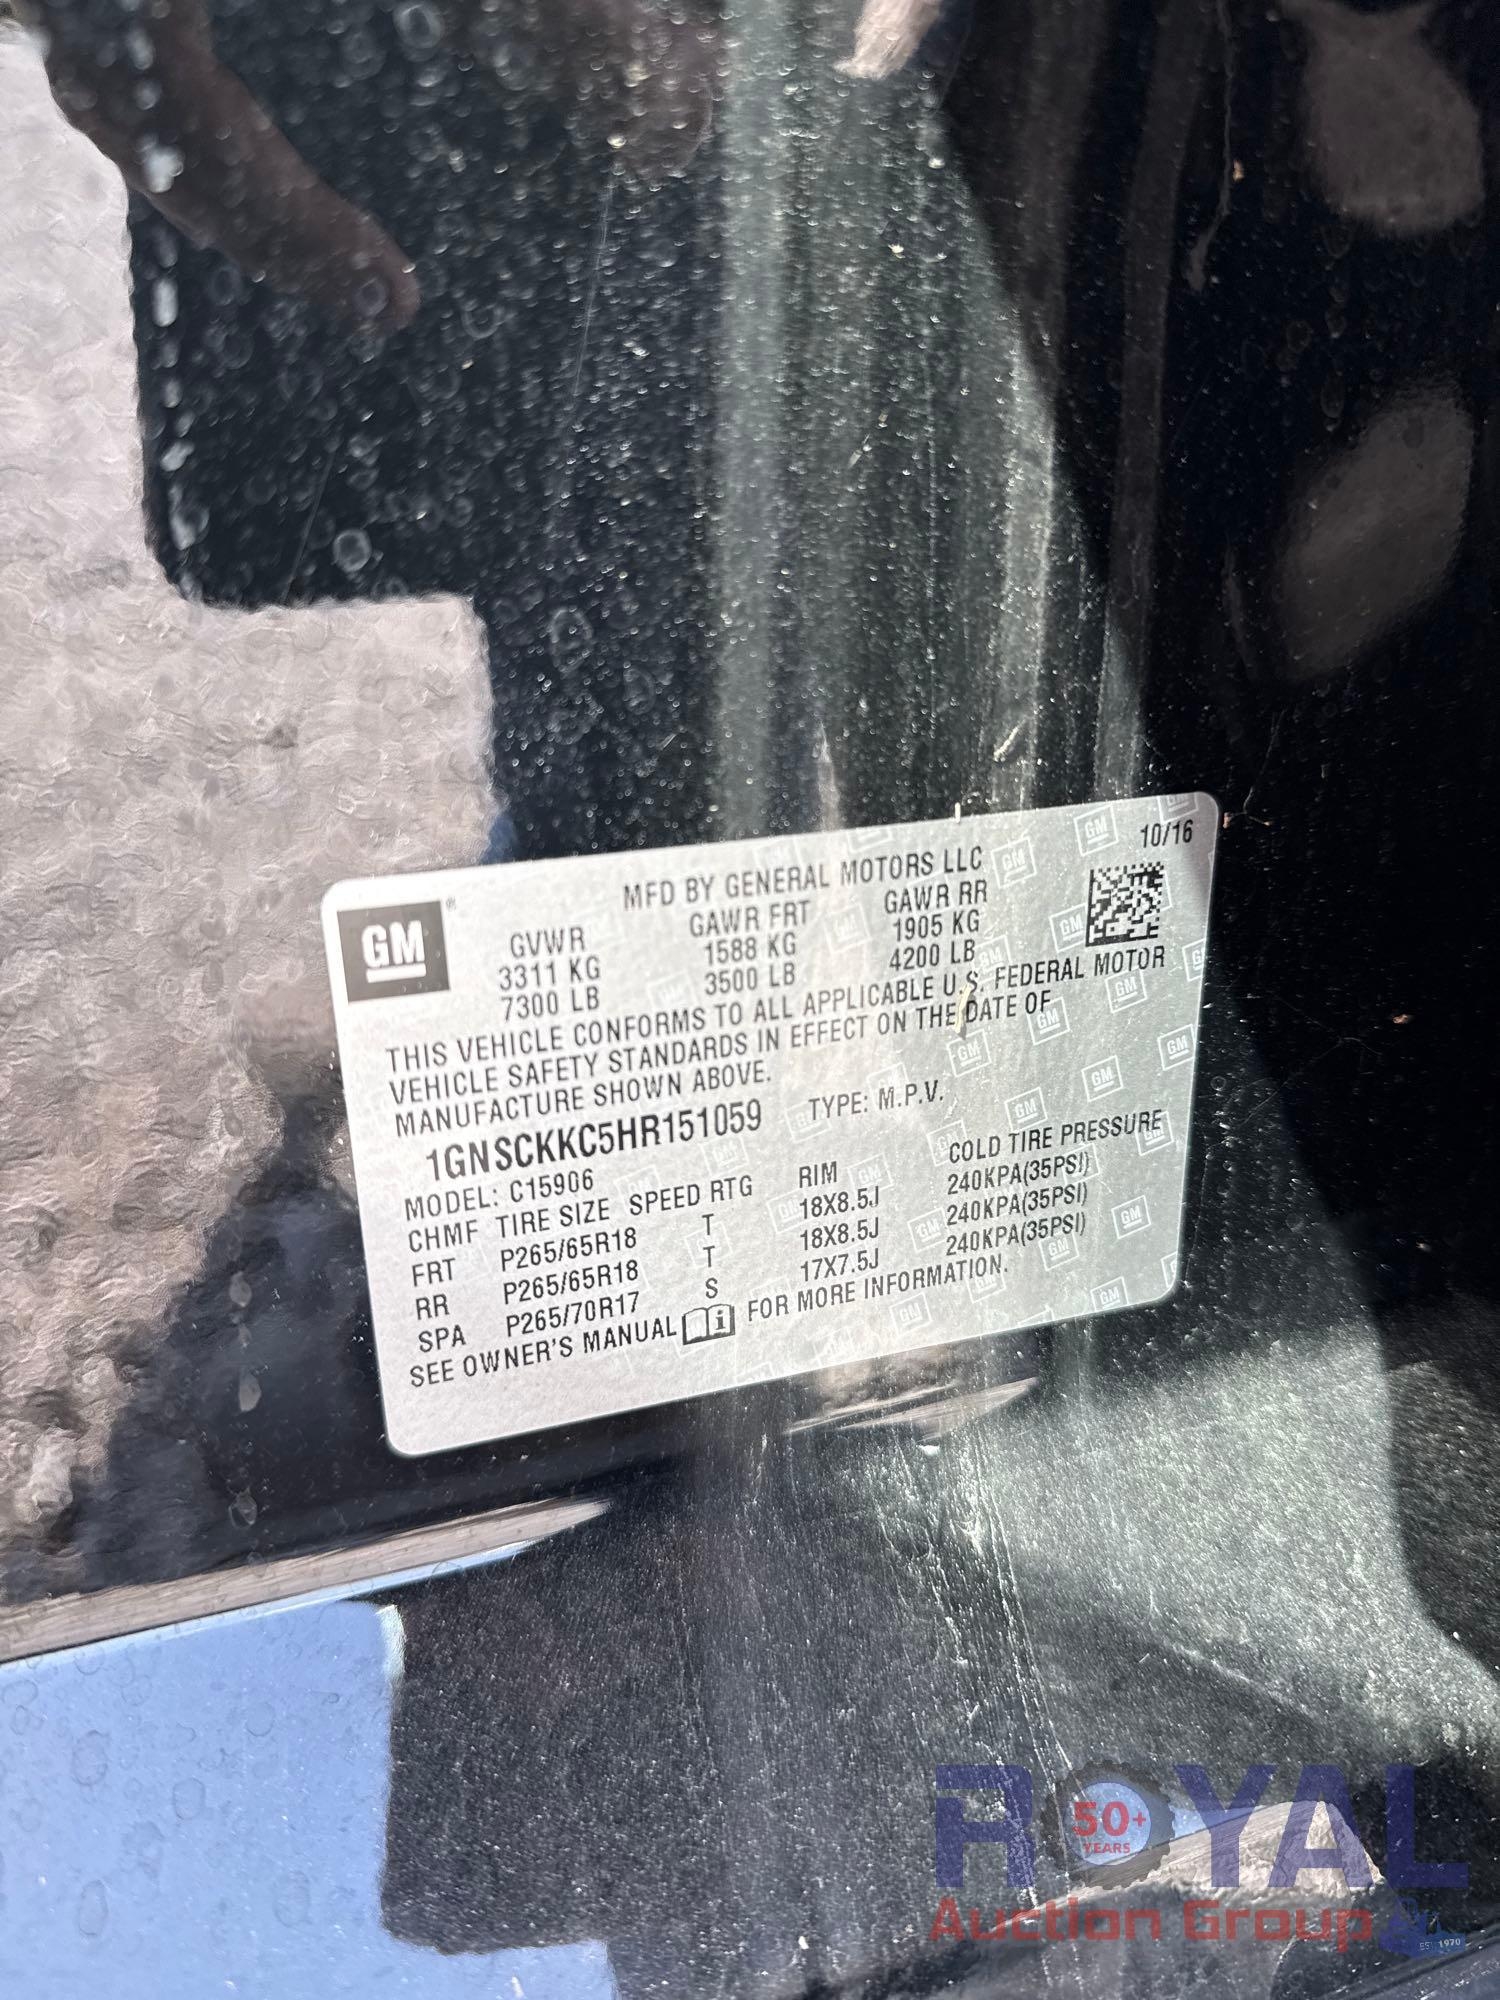 10/16
MFD BY GENERAL MOTORS LLC
GM®
GVWR GAWR FRT GAWR RR
3311 KG 1588 KG 1905 KG
7300 LB 3500 LB 4200 LB
THIS VEHICLE CONFORMS TO ALL APPLICABLE U.S. FEDERAL MOTOR
VEHICLE SAFETY STANDARDS IN EFFECT ON THE DATE OF
MANUFACTURE SHOWN ABOVE.
1GNSCKKC5HR151059 TYPE: M.P.V.
MODEL: C15906
CHMF TIRE SIZE SPEED RTG RIM COLD TIRE PRESSURE
FRT P265/65R18 T 18X8.5J 240KPA(35PSI)
RR P265/65R18 T 18X8.5J 240KPA(35PSI)
SPA P265/70R17 S 17X7.5J 240KPA(35PSI)
SEE OWNER'S MANUAL i FOR MORE INFORMATION.
ROYAL
50+
YEARS
Auction Group
EST 1970